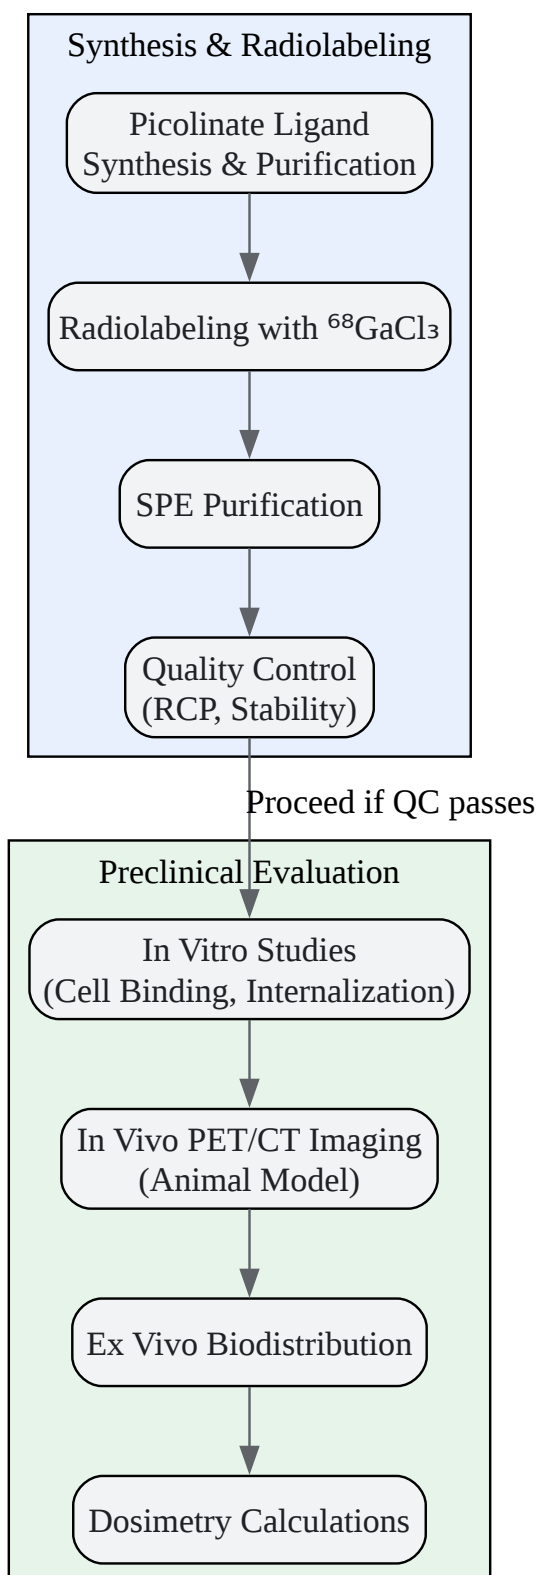 Synthesis & Radiolabeling
Picolinate Ligand
Synthesis & Purification
Radiolabeling with ⁶⁸GaCl₃
SPE Purification
Quality Control
(RCP, Stability)
Proceed if QC passes
Preclinical Evaluation
In Vitro Studies
(Cell Binding, Internalization)
In Vivo PET/CT Imaging
(Animal Model)
Ex Vivo Biodistribution
Dosimetry Calculations